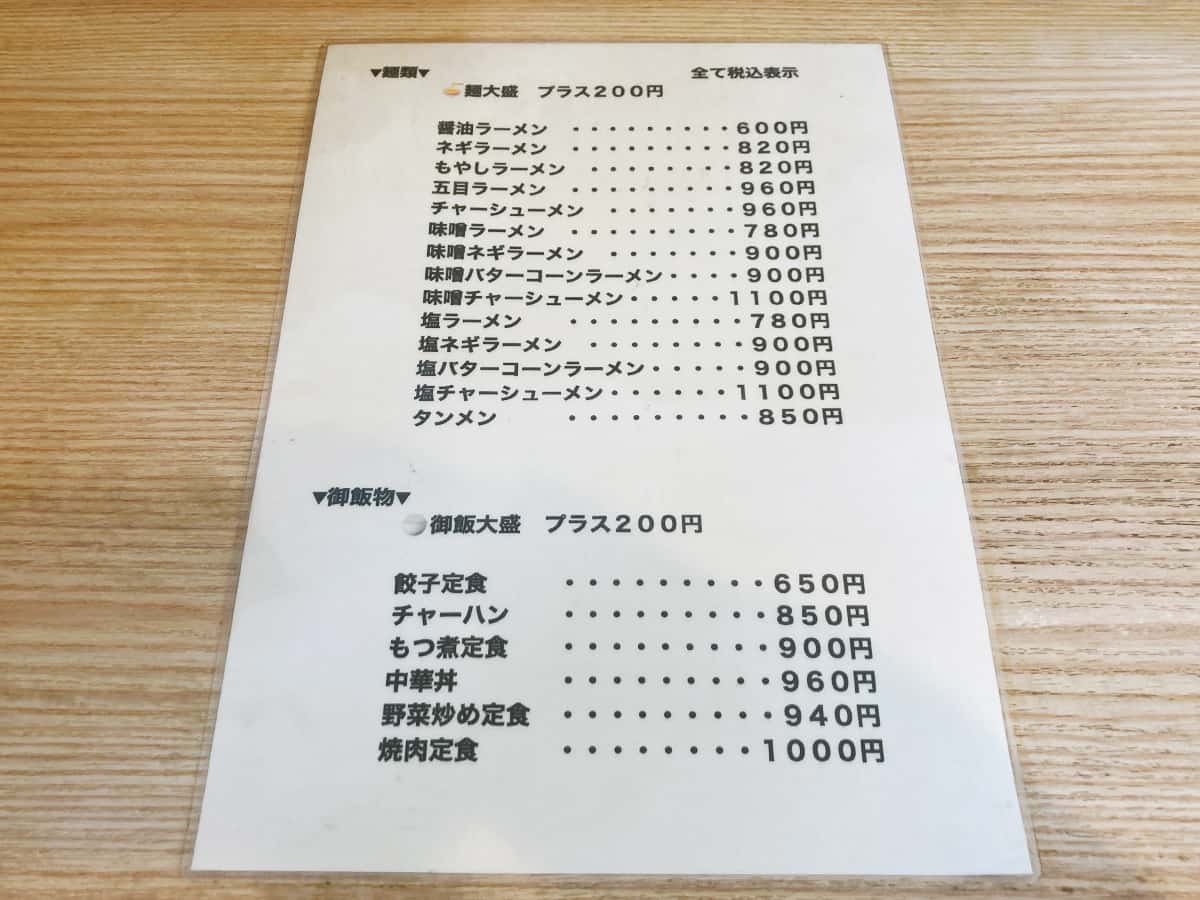 ▼麺類▼　全て税込表示
麺大盛　プラス２００円
醤油ラーメン　・・・・・・・・・６００円
ネギラーメン　・・・・・・・・・８２０円
もやしラーメン　・・・・・・・・８２０円
五目ラーメン　・・・・・・・・・９６０円
チャーシューメン　・・・・・・・９６０円
味噌ラーメン　・・・・・・・・・７８０円
味噌ネギラーメン　・・・・・・・９００円
味噌バターコーンラーメン・・・・９００円
味噌チャーシューメン・・・・・１１００円
塩ラーメン　　・・・・・・・・・７８０円
塩ネギラーメン　・・・・・・・・９００円
塩バターコーンラーメン・・・・・９００円
塩チャーシューメン・・・・・・１１００円
タンメン　　　・・・・・・・・・８５０円
▼御飯物▼
御飯大盛　プラス２００円
餃子定食　　　・・・・・・・・・６５０円
チャーハン　　・・・・・・・・・８５０円
もつ煮定食　　・・・・・・・・・９００円
中華丼　　　　・・・・・・・・・９６０円
野菜炒め定食　・・・・・・・・・９４０円
焼肉定食　　　・・・・・・・・１０００円